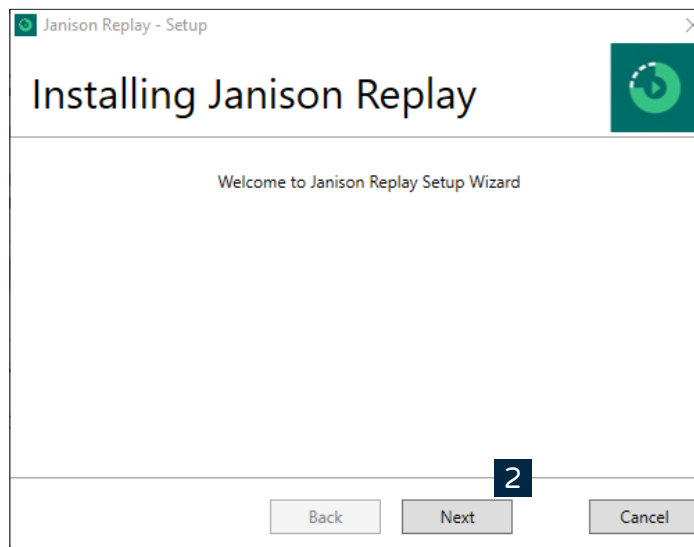 Janison Replay - Setup
Installing Janison Replay
Welcome to Janison Replay Setup Wizard
2
Back Next Cancel